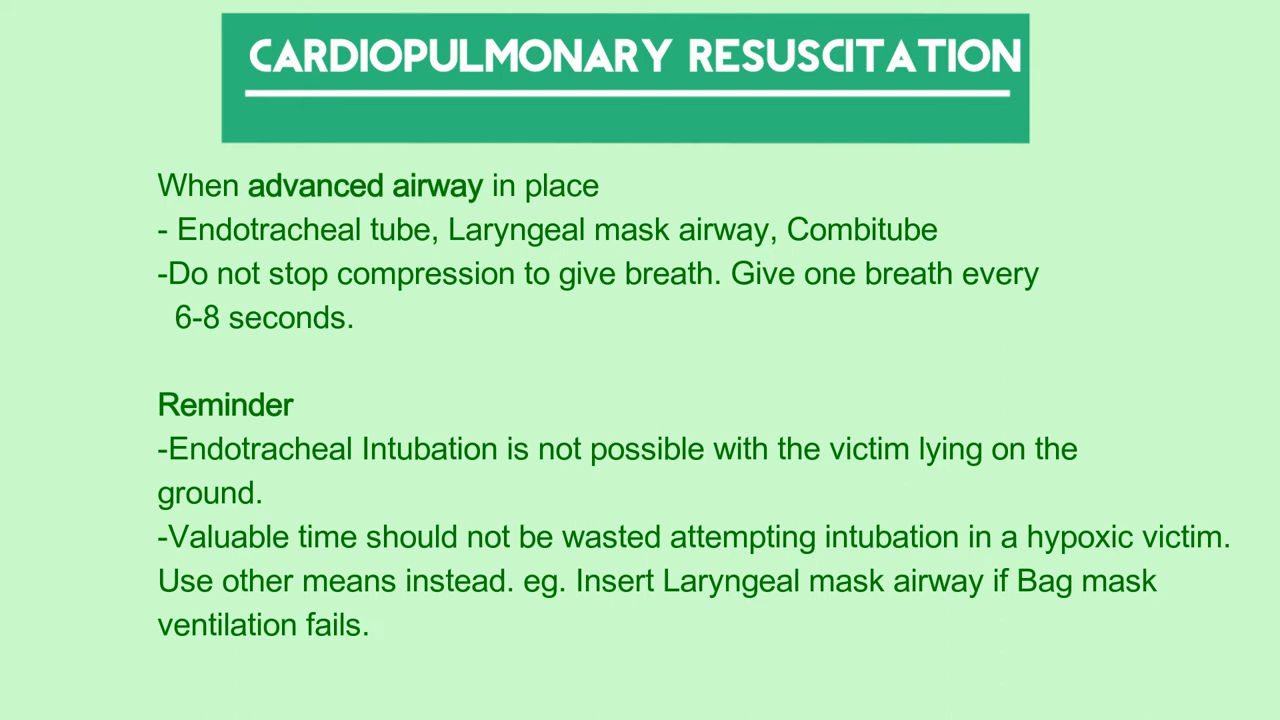 CARDIOPULMONARY RESUSCITATION
When advanced airway in place
- Endotracheal tube, Laryngeal mask airway, Combitube
-Do not stop compression to give breath. Give one breath every
6-8 seconds.
Reminder
-Endotracheal Intubation is not possible with the victim lying on the
ground.
-Valuable time should not be wasted attempting intubation in a hypoxic victim.
Use other means instead. eg. Insert Laryngeal mask airway if Bag mask
ventilation fails.